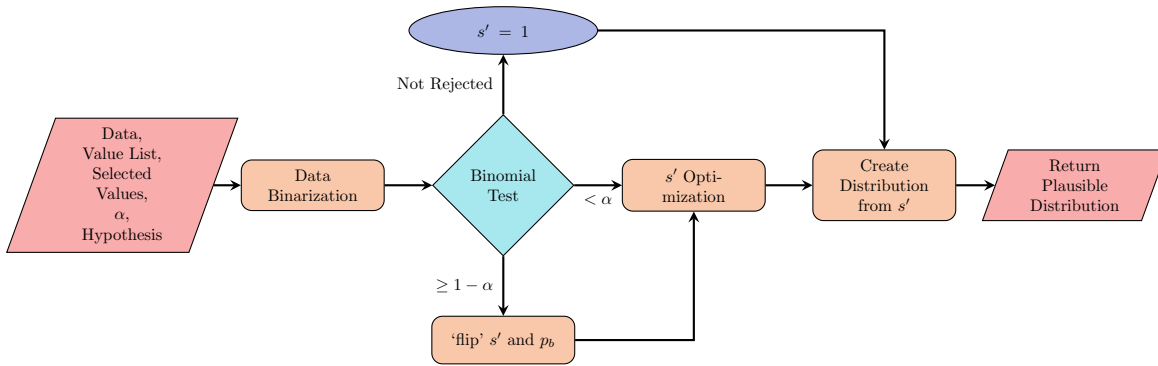 s′ = 1
Not Rejected
Data,
Value List,
Selected
Values,
α,
Hypothesis
Data
Binarization
Binomial
Test
< α
s′ Opti-
mization
Create
Distribution
from s′
Return
Plausible
Distribution
≥ 1 − α
‘flip’ s′ and p_b